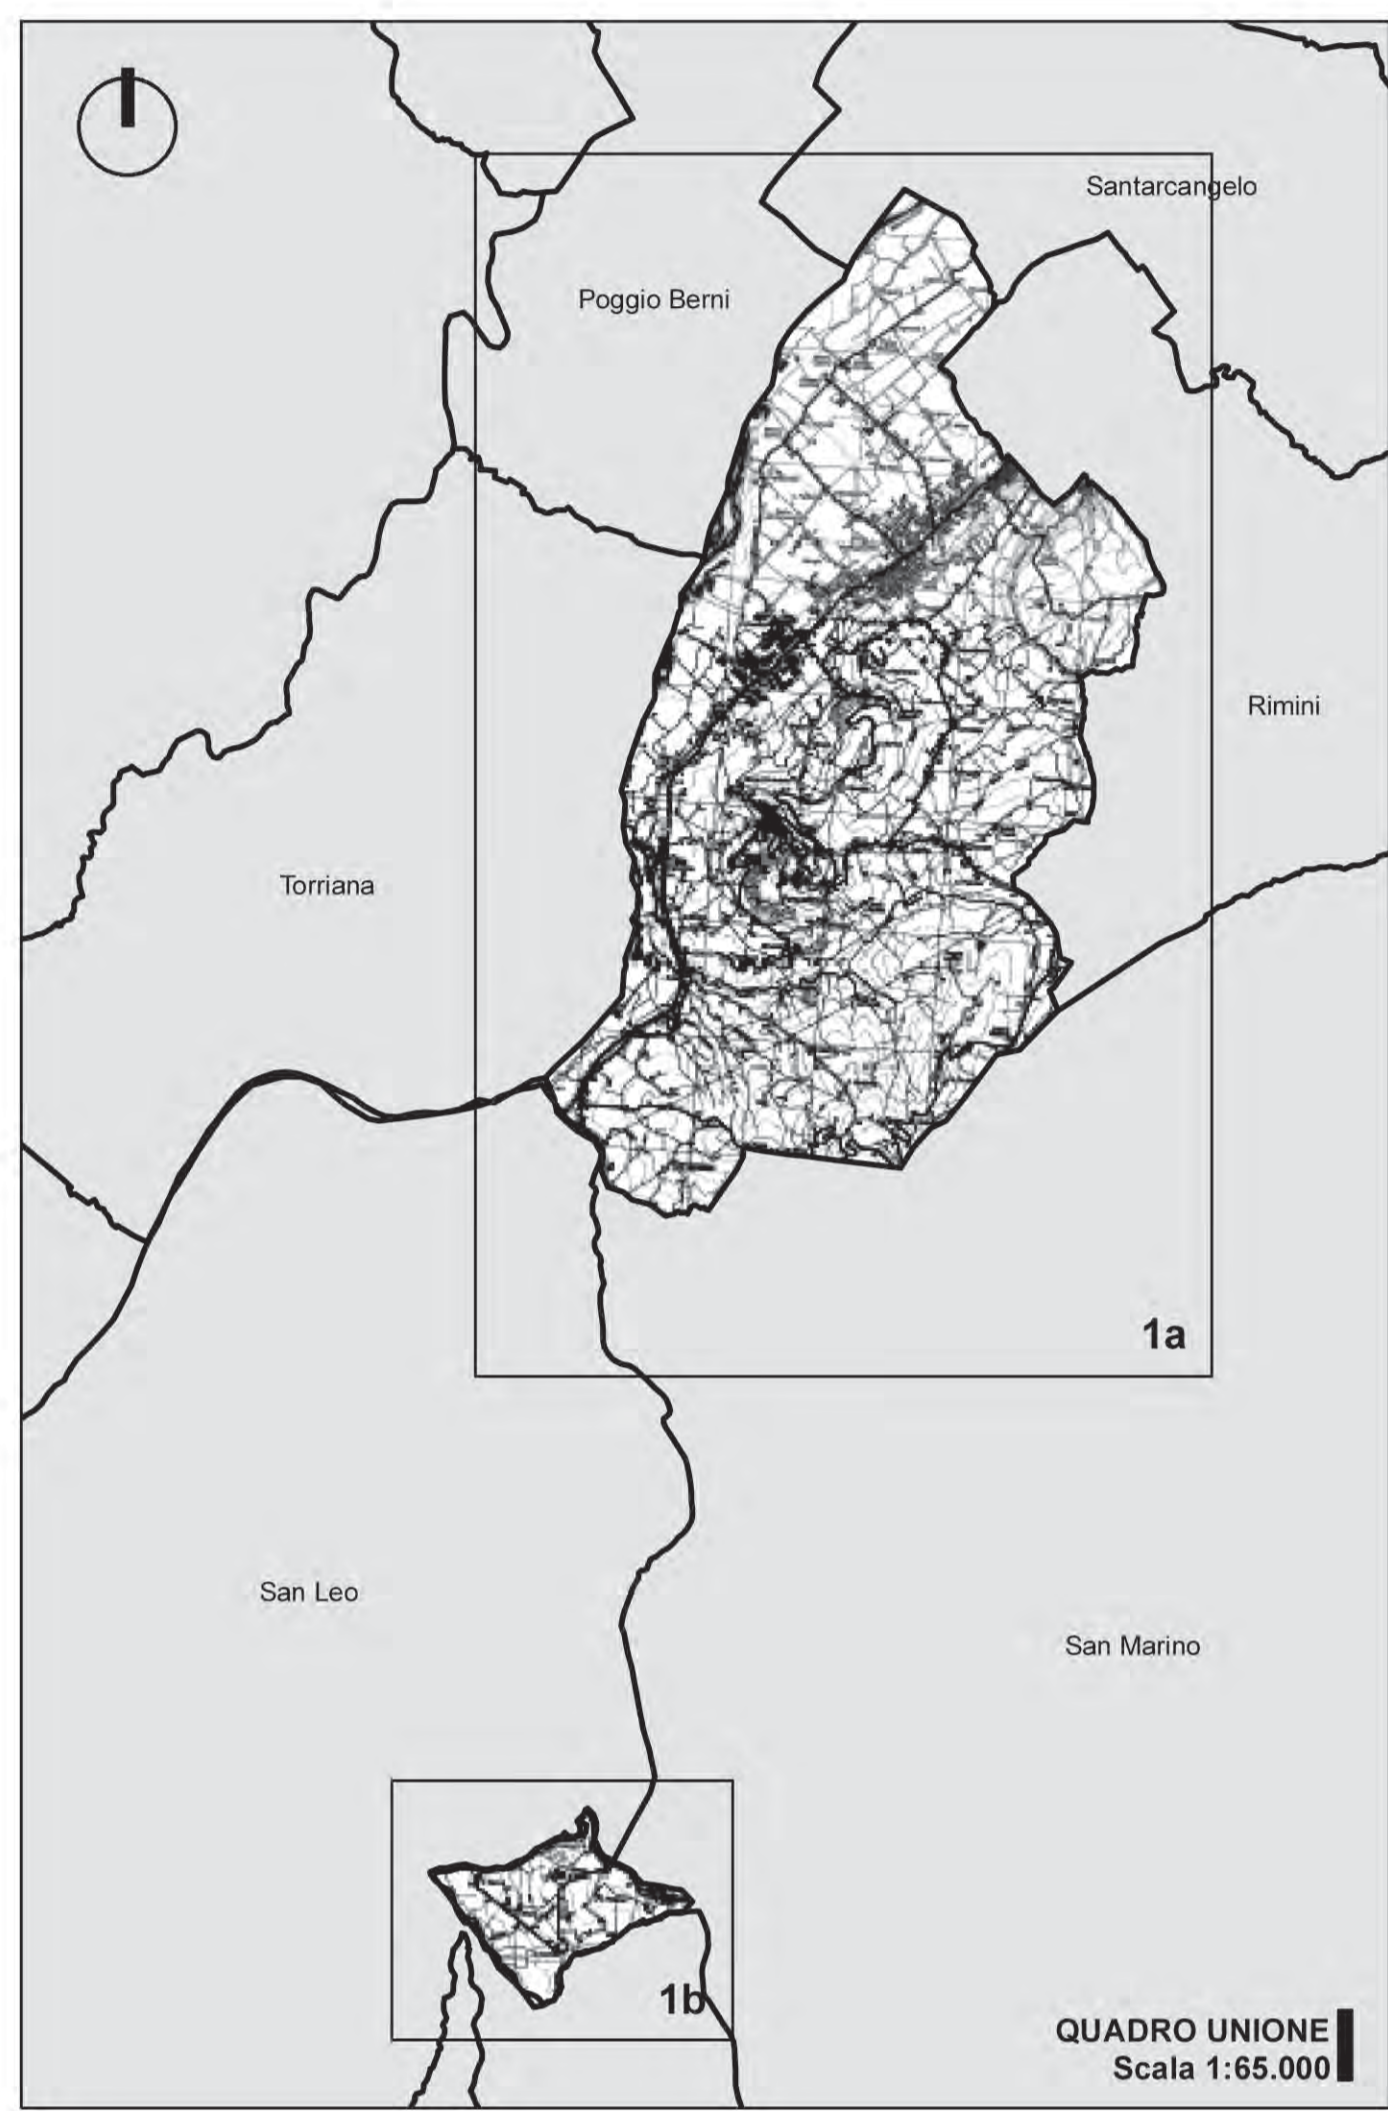 Santarcangelo
Poggio Berni
Rimini
Torriana
1a
San Leo
San Marino
1b
QUADRO UNIONE
Scala 1:65.000